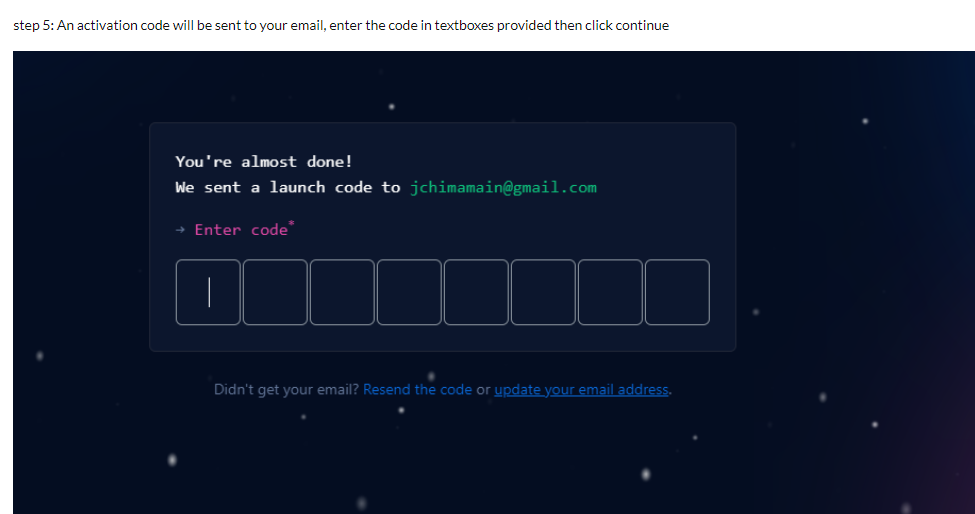 step 5: An activation code will be sent to your email, enter the code in textboxes provided then click continue
You're almost done!
We sent a launch code to jchimamain@gmail.com
→ Enter code*
Didn't get your email? Resend the code or update your email address.